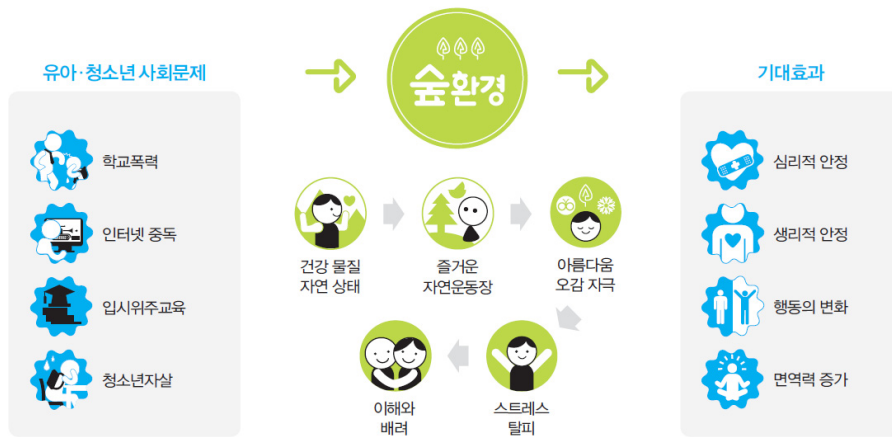 유아·청소년 사회문제
학교폭력
인터넷 중독
입시위주교육
청소년자살
숲환경
건강 물질
자연 상태
즐거운
자연운동장
아름다움
오감 자극
스트레스
탈피
이해와
배려
기대효과
심리적 안정
생리적 안정
행동의 변화
면역력 증가